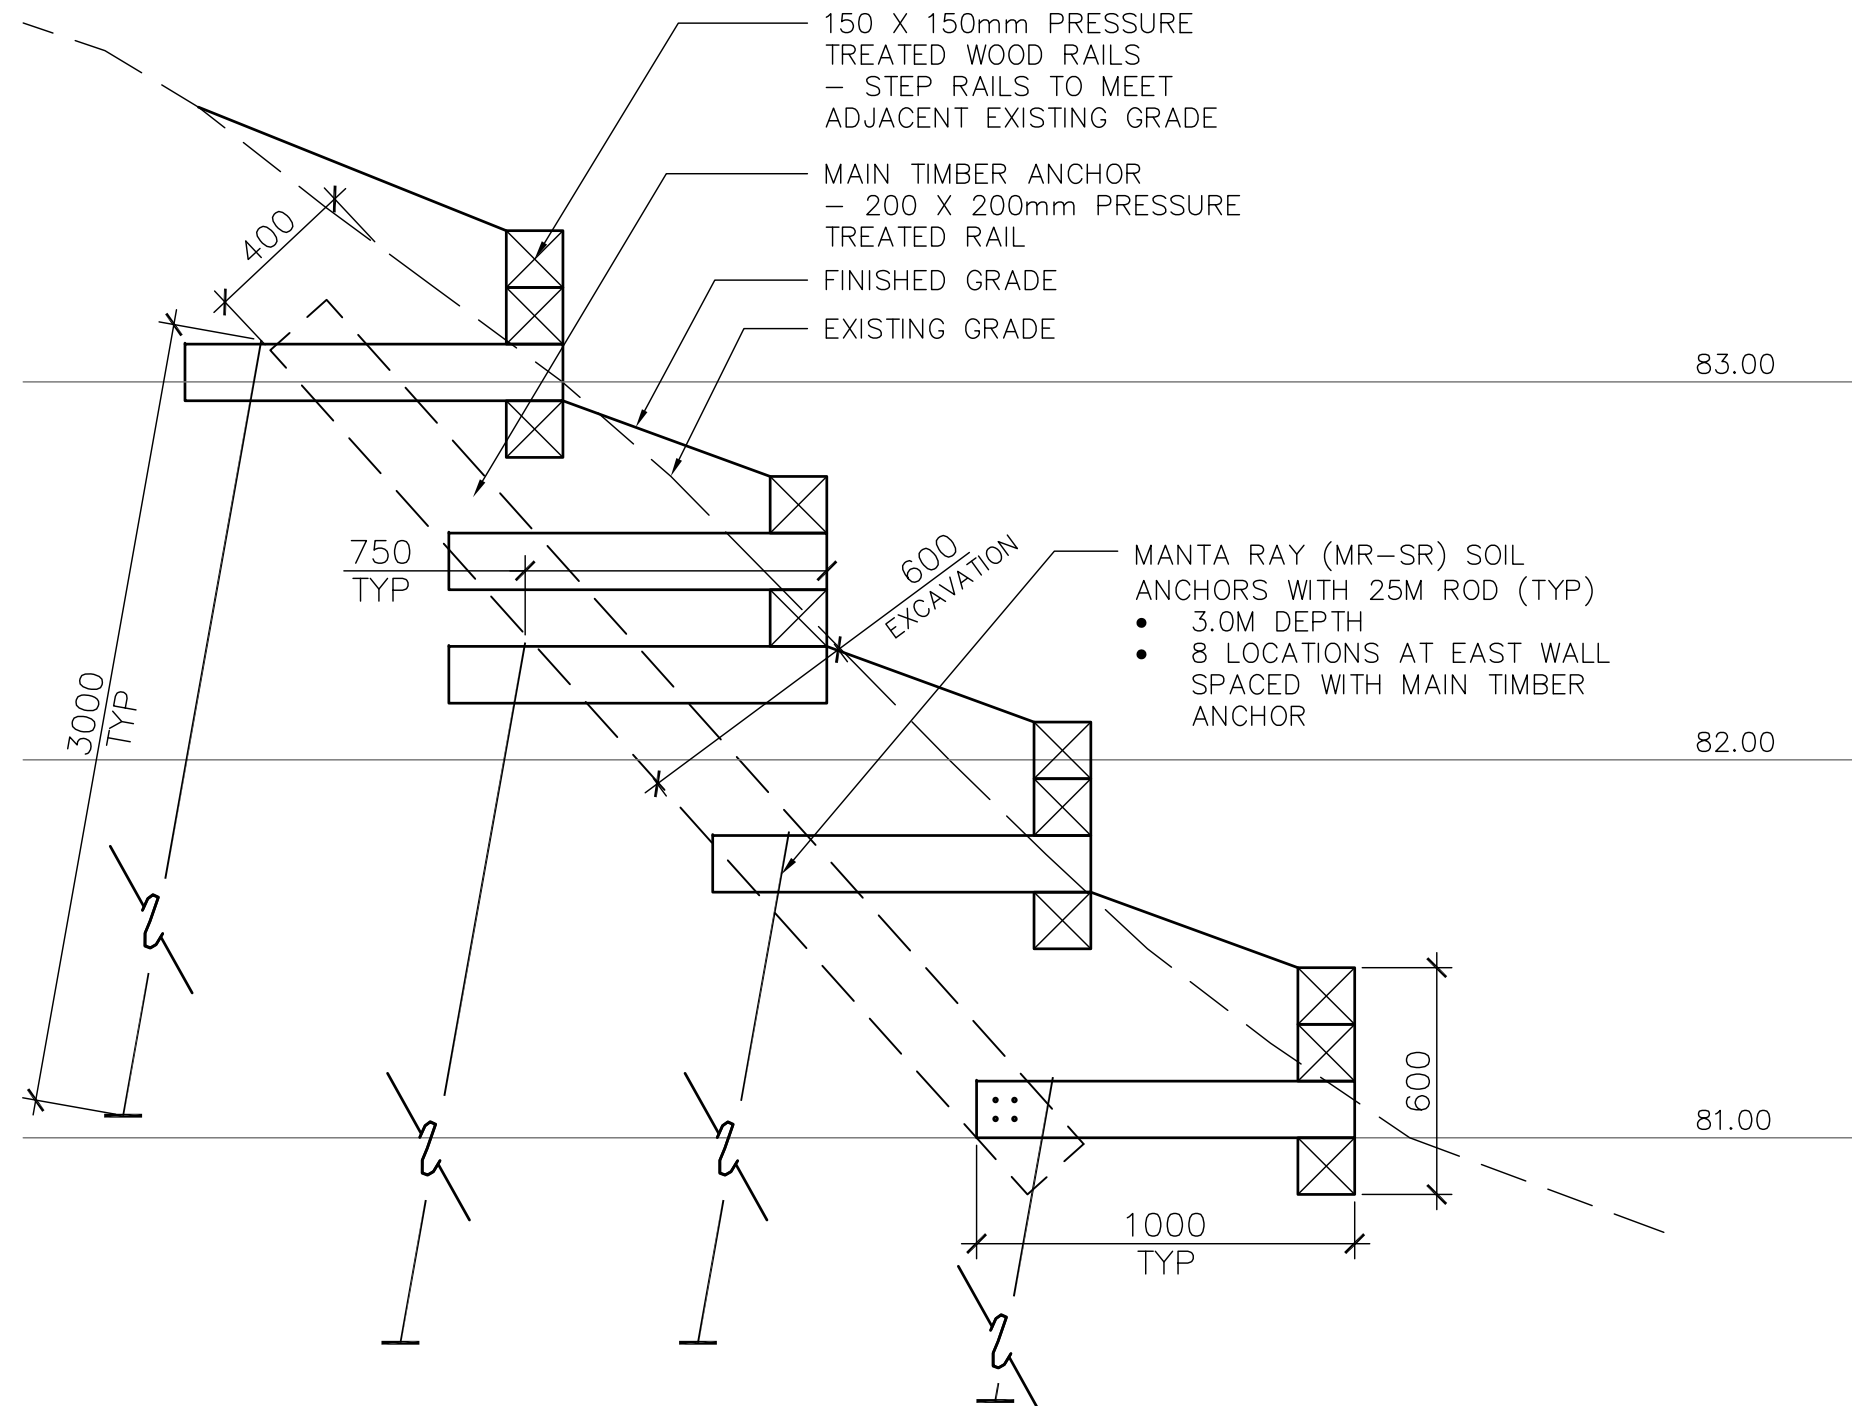 150 X 150mm PRESSURE
TREATED WOOD RAILS
– STEP RAILS TO MEET
ADJACENT EXISTING GRADE
MAIN TIMBER ANCHOR
– 200 X 200mm PRESSURE
TREATED RAIL
FINISHED GRADE
EXISTING GRADE
400
83.00
750
TYP
600
EXCAVATION
MANTA RAY (MR–SR) SOIL
ANCHORS WITH 25M ROD (TYP)
• 3.0M DEPTH
• 8 LOCATIONS AT EAST WALL
SPACED WITH MAIN TIMBER
ANCHOR
3000
TYP
82.00
600
81.00
1000
TYP